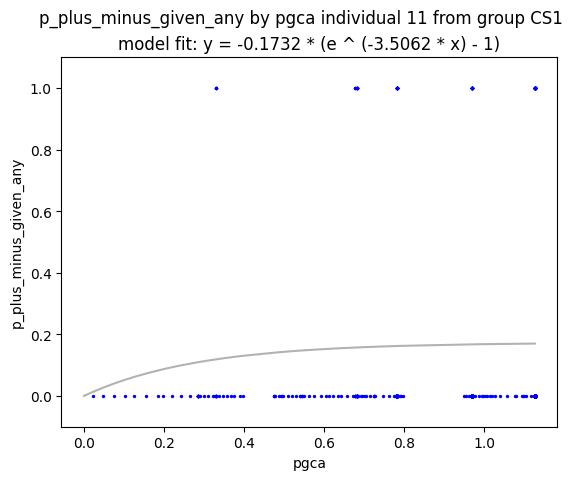 p_plus_minus_given_any by pgca individual 11 from group CS1
model fit: y = -0.1732 * (e ^ (-3.5062 * x) - 1)
1.0
0.8
0.6
0.4
0.2
0.0
p_plus_minus_given_any
0.0 0.2 0.4 0.6 0.8 1.0
pgca